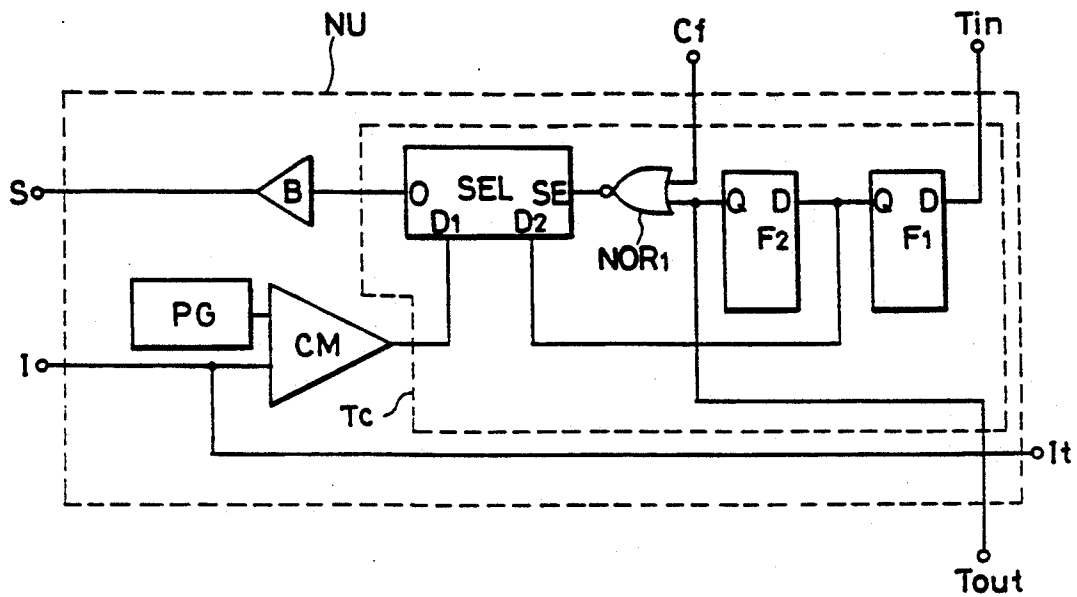 NU
Cf
Tin
S
B
O SEL SE
D1 D2
NOR1
Q D
F2
Q D
F1
PG
CM
I
Tc
It
Tout